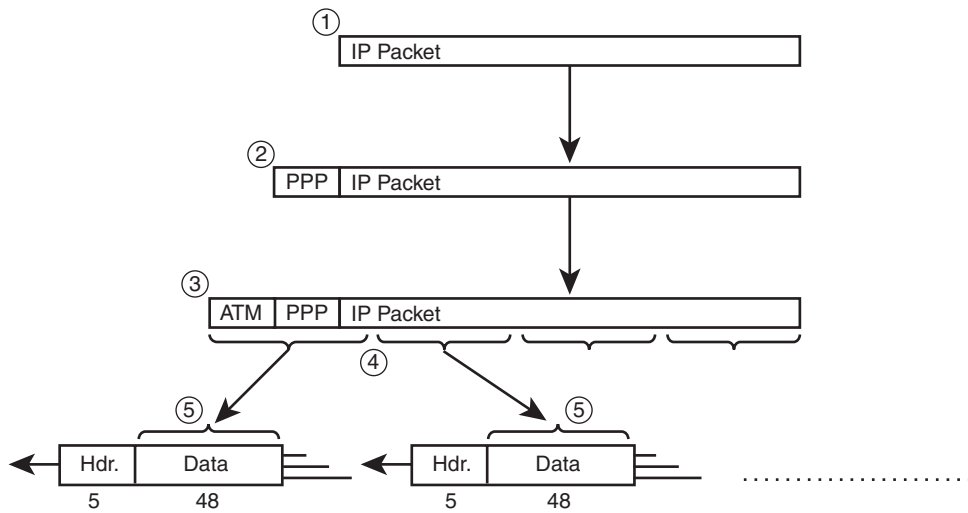 ① IP Packet
② PPP IP Packet
③ ATM PPP IP Packet
④
⑤ ⑤
Hdr. Data Hdr. Data
5 48 5 48